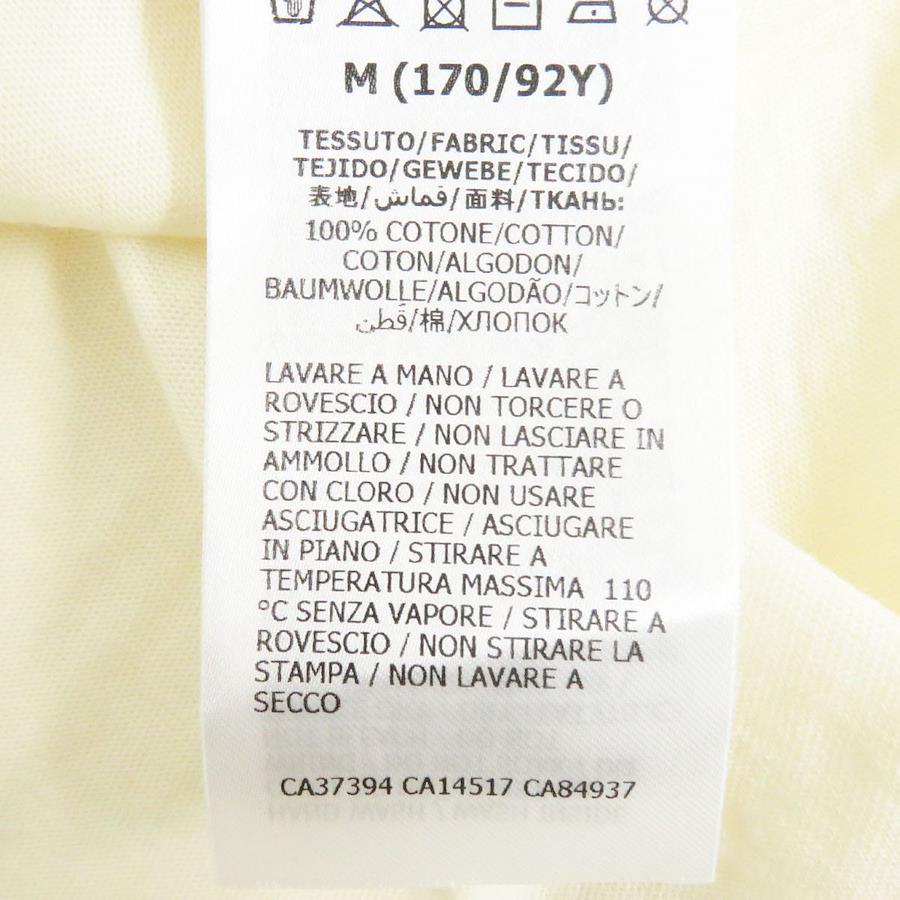 M (170/92Y)
TESSUTO/FABRIC/TISSU/
TEJIDO/GEWEBE/TECIDO/
表地/قماش/面料/ТКАНЬ:
100% COTONE/COTTON/
COTON/ALGODON/
BAUMWOLLE/ALGODÃO/コットン/
قُطن/棉/ХЛОПОК
LAVARE A MANO / LAVARE A
ROVESCIO / NON TORCERE O
STRIZZARE / NON LASCIARE IN
AMMOLLO / NON TRATTARE
CON CLORO / NON USARE
ASCIUGATRICE / ASCIUGARE
IN PIANO / STIRARE A
TEMPERATURA MASSIMA 110
°C SENZA VAPORE / STIRARE A
ROVESCIO / NON STIRARE LA
STAMPA / NON LAVARE A
SECCO
CA37394 CA14517 CA84937